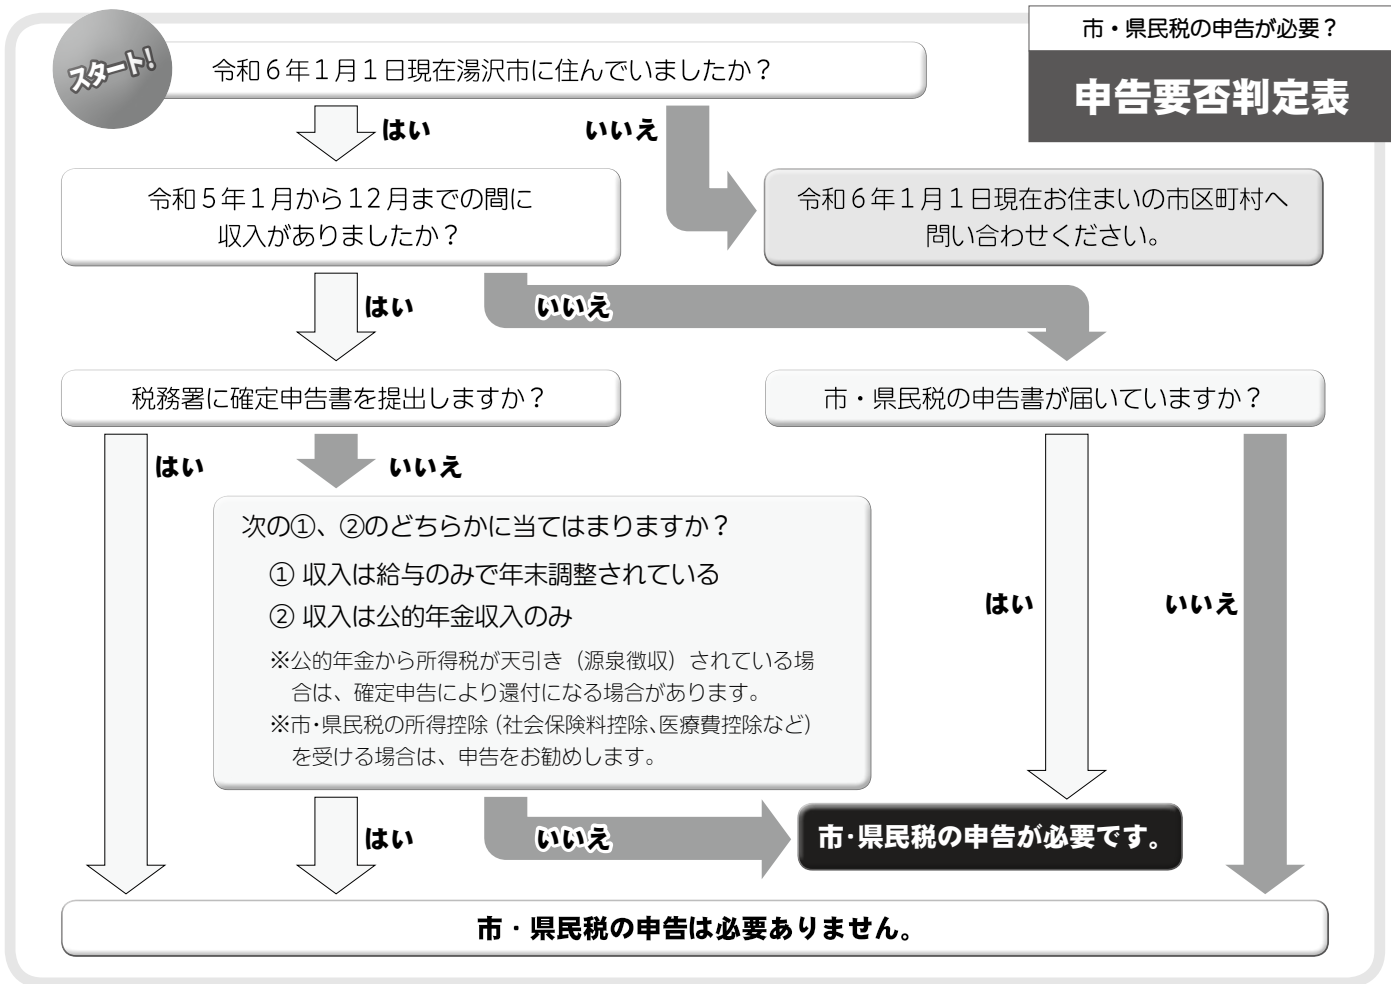 市・県民税の申告が必要？
申告要否判定表
スタート!
令和６年１月１日現在湯沢市に住んでいましたか？
はい
いいえ
令和５年１月から１２月までの間に
収入がありましたか？
令和６年１月１日現在お住まいの市区町村へ
問い合わせください。
はい
いいえ
税務署に確定申告書を提出しますか？
市・県民税の申告書が届いていますか？
はい
いいえ
次の①、②のどちらかに当てはまりますか？
① 収入は給与のみで年末調整されている
② 収入は公的年金収入のみ
※公的年金から所得税が天引き（源泉徴収）されている場
合は、確定申告により還付になる場合があります。
※市・県民税の所得控除（社会保険料控除、医療費控除など）
を受ける場合は、申告をお勧めします。
はい
いいえ
はい
いいえ
市・県民税の申告が必要です。
市・県民税の申告は必要ありません。